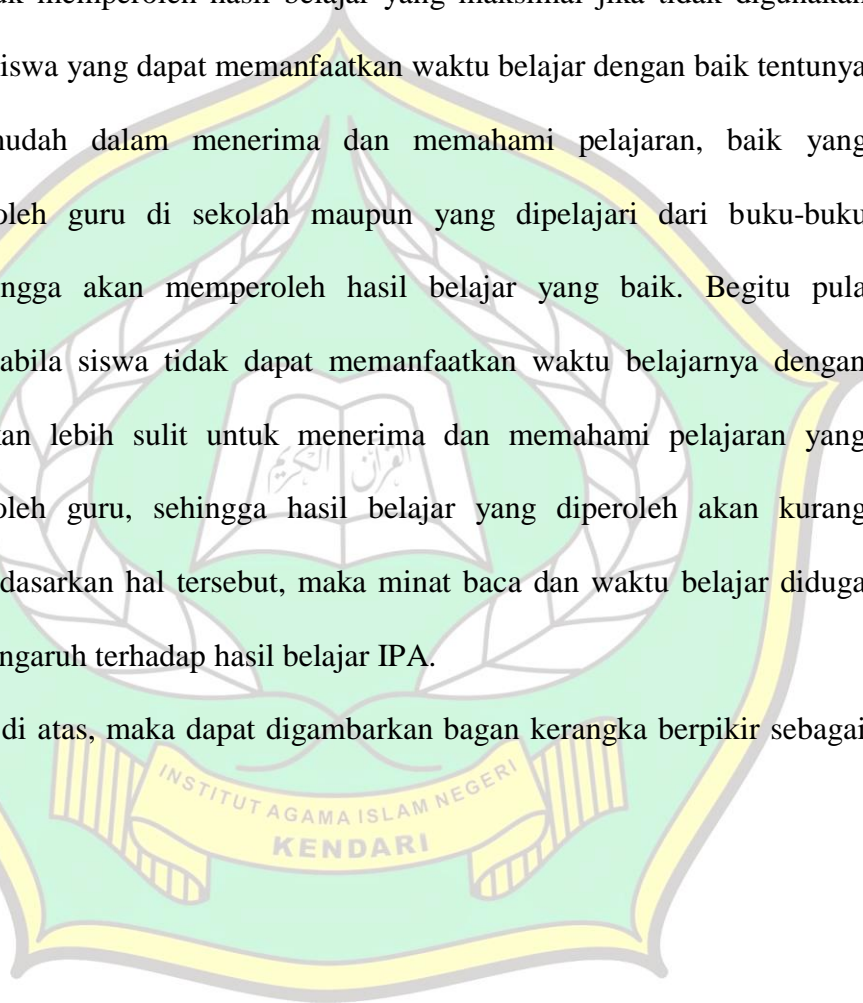 uk memperoleh hasil belajar yang maksimal jika tidak digunakan
iswa yang dapat memanfaatkan waktu belajar dengan baik tentunya
udah dalam menerima dan memahami pelajaran, baik yang
oleh guru di sekolah maupun yang dipelajari dari buku-buku
ngga akan memperoleh hasil belajar yang baik. Begitu pula
abila siswa tidak dapat memanfaatkan waktu belajarnya dengan
an lebih sulit untuk menerima dan memahami pelajaran yang
القرآن الكريم
oleh guru, sehingga hasil belajar yang diperoleh akan kurang
dasarkan hal tersebut, maka minat baca dan waktu belajar diduga
ngaruh terhadap hasil belajar IPA.
di atas, maka dapat digambarkan bagan kerangka berpikir sebagai
INSTITUT AGAMA ISLAM NEGERI
KENDARI